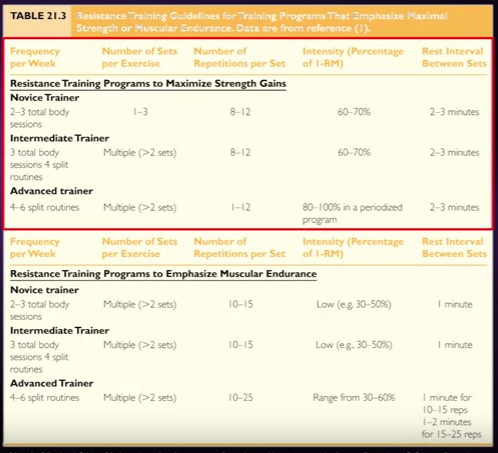 TABLE 21.3 Resistance Training Guidelines for Training Programs That Emphasize Maximal
Strength or Muscular Endurance. Data are from reference (1).
Frequency Number of Sets Number of Intensity (Percentage Rest Interval
per Week per Exercise Repetitions per Set of 1-RM) Between Sets
Resistance Training Programs to Maximize Strength Gains
Novice Trainer
2–3 total body 1–3 8–12 60–70% 2–3 minutes
sessions
Intermediate Trainer
3 total body Multiple (>2 sets) 8–12 60–70% 2–3 minutes
sessions 4 split
routines
Advanced trainer
4–6 split routines Multiple (>2 sets) 1–12 80–100% in a periodized 2–3 minutes
program
Frequency Number of Sets Number of Intensity (Percentage Rest Interval
per Week per Exercise Repetitions per Set of 1-RM) Between Sets
Resistance Training Programs to Emphasize Muscular Endurance
Novice trainer
2–3 total body Multiple (>2 sets) 10–15 Low (e.g. 30–50%) 1 minute
sessions
Intermediate Trainer
3 total body Multiple (>2 sets) 10–15 Low (e.g., 30–50%) 1 minute
sessions 4 split
routines
Advanced Trainer
4–6 split routines Multiple (>2 sets) 10–25 Range from 30–60% 1 minute for
10–15 reps
1–2 minutes
for 15–25 reps